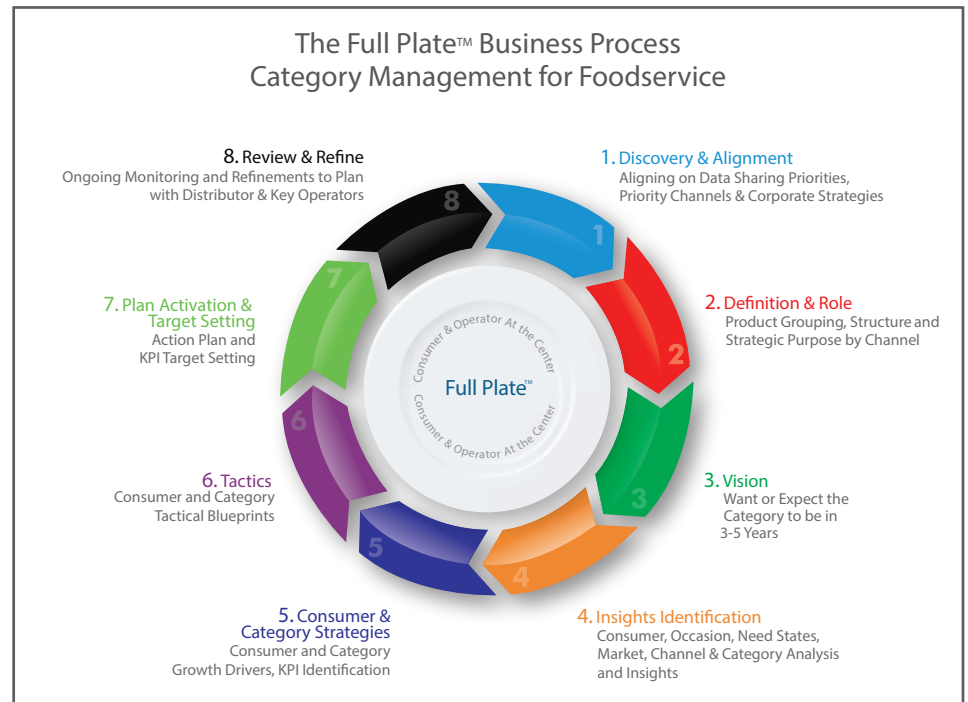 The Full Plate™ Business Process
Category Management for Foodservice
8. Review & Refine
Ongoing Monitoring and Refinements to Plan
with Distributor & Key Operators
1. Discovery & Alignment
Aligning on Data Sharing Priorities,
Priority Channels & Corporate Strategies
7. Plan Activation &
Target Setting
Action Plan and
KPI Target Setting
2. Definition & Role
Product Grouping, Structure and
Strategic Purpose by Channel
6. Tactics
Consumer and Category
Tactical Blueprints
3. Vision
Want or Expect the
Category to be in
3-5 Years
5. Consumer &
Category Strategies
Consumer and Category
Growth Drivers, KPI Identification
4. Insights Identification
Consumer, Occasion, Need States,
Market, Channel & Category Analysis
and Insights
8
1
7
2
6
3
5
4
Consumer & Operator At the Center
Full Plate™
Consumer & Operator At the Center